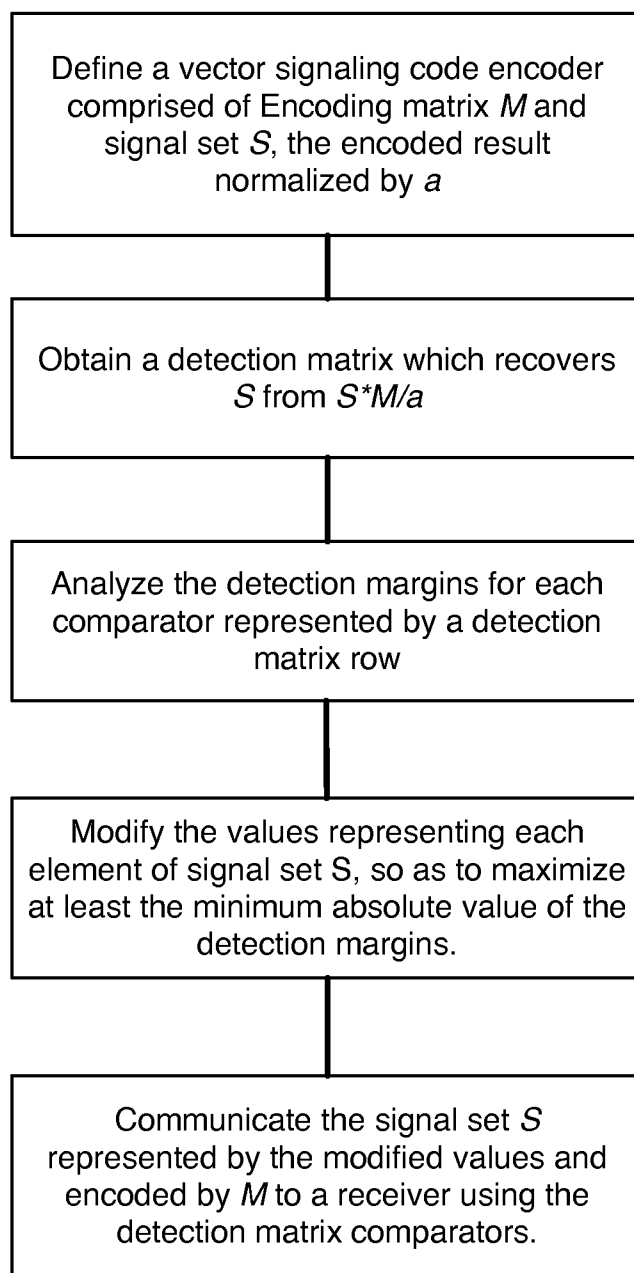 Define a vector signaling code encoder
comprised of Encoding matrix M and
signal set S, the encoded result
normalized by a
Obtain a detection matrix which recovers
S from S*M/a
Analyze the detection margins for each
comparator represented by a detection
matrix row
Modify the values representing each
element of signal set S, so as to maximize
at least the minimum absolute value of the
detection margins.
Communicate the signal set S
represented by the modified values and
encoded by M to a receiver using the
detection matrix comparators.